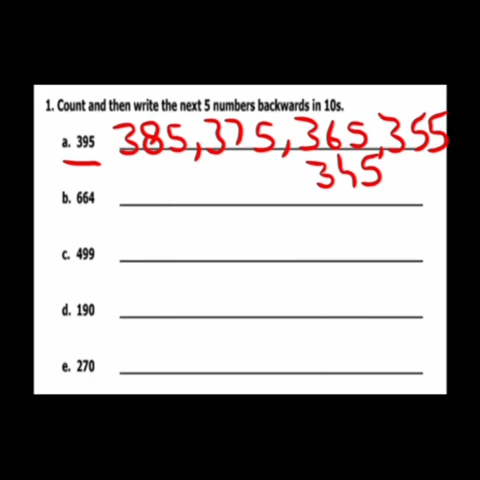 1. Count and then write the next 5 numbers backwards in 10s.
a. 395 385, 375, 365, 355
345
b. 664
c. 499
d. 190
e. 270